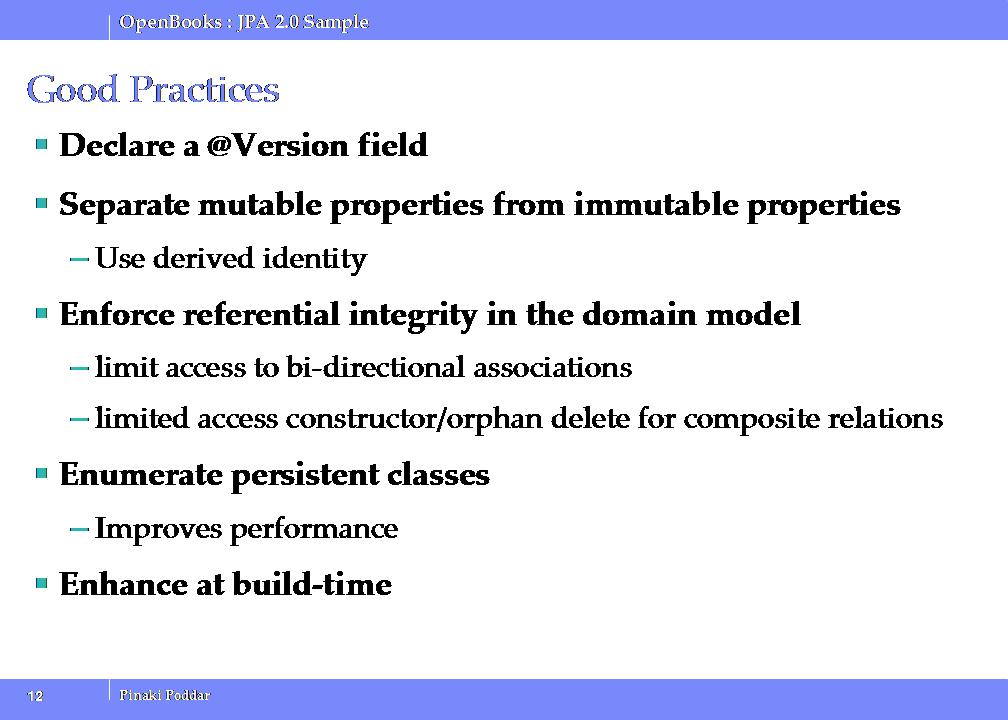 OpenBooks : JPA 2.0 Sample
Good Practices
Declare a @Version field
Separate mutable properties from immutable properties
– Use derived identity
Enforce referential integrity in the domain model
– limit access to bi-directional associations
– limited access constructor/orphan delete for composite relations
Enumerate persistent classes
– Improves performance
Enhance at build-time
12
Pinaki Poddar